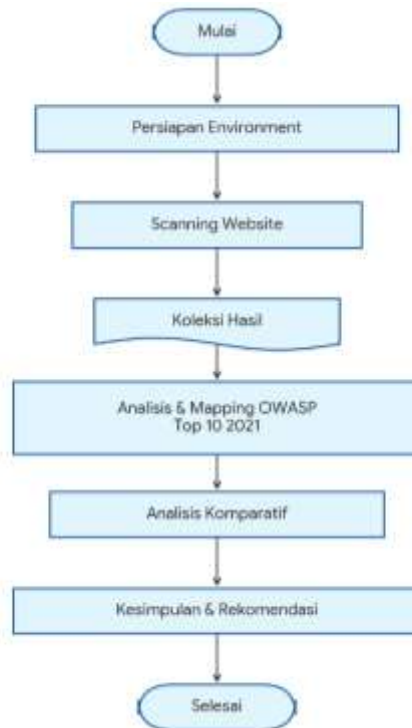 Mulai
Persiapan Environment
Scanning Website
Koleksi Hasil
Analisis & Mapping OWASP
Top 10 2021
Analisis Komparatif
Kesimpulan & Rekomendasi
Selesai